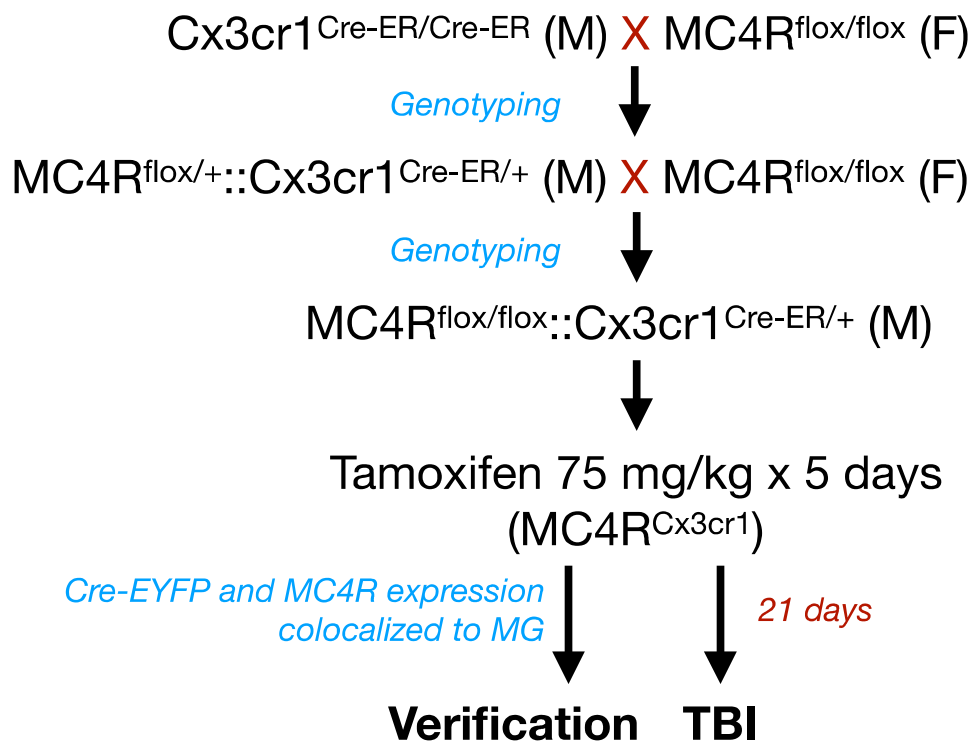 Cx3cr1Cre-ER/Cre-ER (M) X MC4Rflox/flox (F)
Genotyping
MC4Rflox/+::Cx3cr1Cre-ER/+ (M) X MC4Rflox/flox (F)
Genotyping
MC4Rflox/flox::Cx3cr1Cre-ER/+ (M)
Tamoxifen 75 mg/kg x 5 days
(MC4RCx3cr1)
Cre-EYFP and MC4R expression
colocalized to MG
21 days
Verification TBI